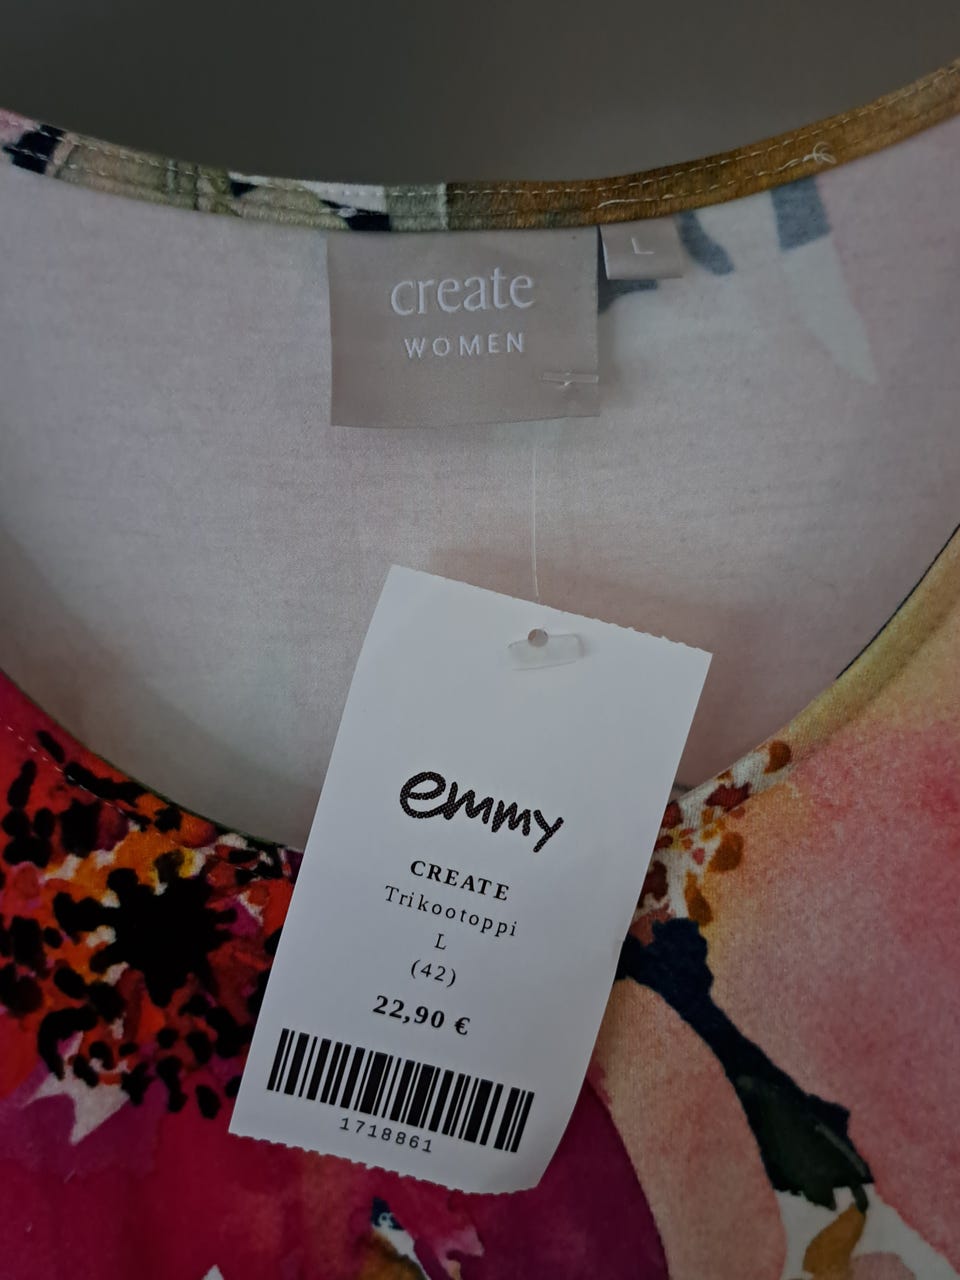 create
WOMEN
L
emmy
CREATE
Trikootoppi
L
(42)
22,90 €
1718861